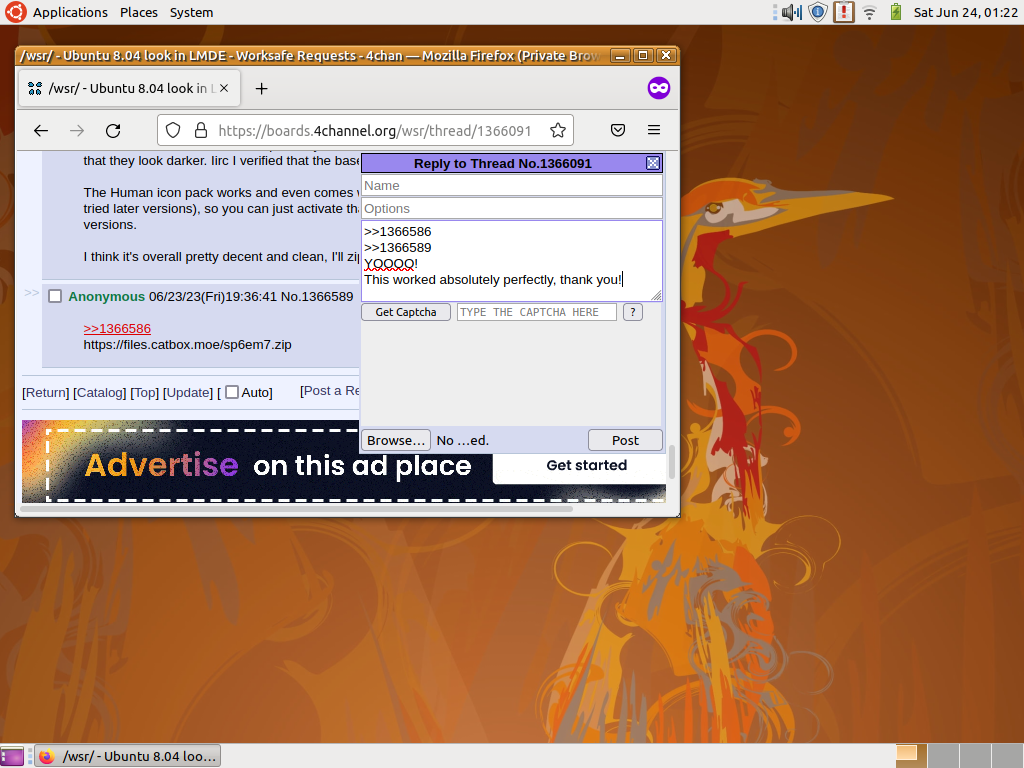 Applications Places System
Sat Jun 24, 01:22
/wsr/ - Ubuntu 8.04 look in LMDE - Worksafe Requests - 4chan — Mozilla Firefox (Private Brow
/wsr/ - Ubuntu 8.04 look in L
https://boards.4channel.org/wsr/thread/1366091
that they look darker. Iirc I verified that the base
The Human icon pack works and even comes
tried later versions), so you can just activate
versions.
I think it's overall pretty decent and clean, I'll zip
>>
Anonymous 06/23/23(Fri)19:36:41 No.1366589
>>1366586
https://files.catbox.moe/sp6em7.zip
[Return] [Catalog] [Top] [Update] [ Auto]
[Post a Re
Reply to Thread No.1366091
Name
Options
>>1366586
>>1366589
YOOOO!
This worked absolutely perfectly, thank you!
Get Captcha
TYPE THE CAPTCHA HERE
?
Browse…
No …ed.
Post
Advertise on this ad place
Get started
/wsr/ - Ubuntu 8.04 loo…